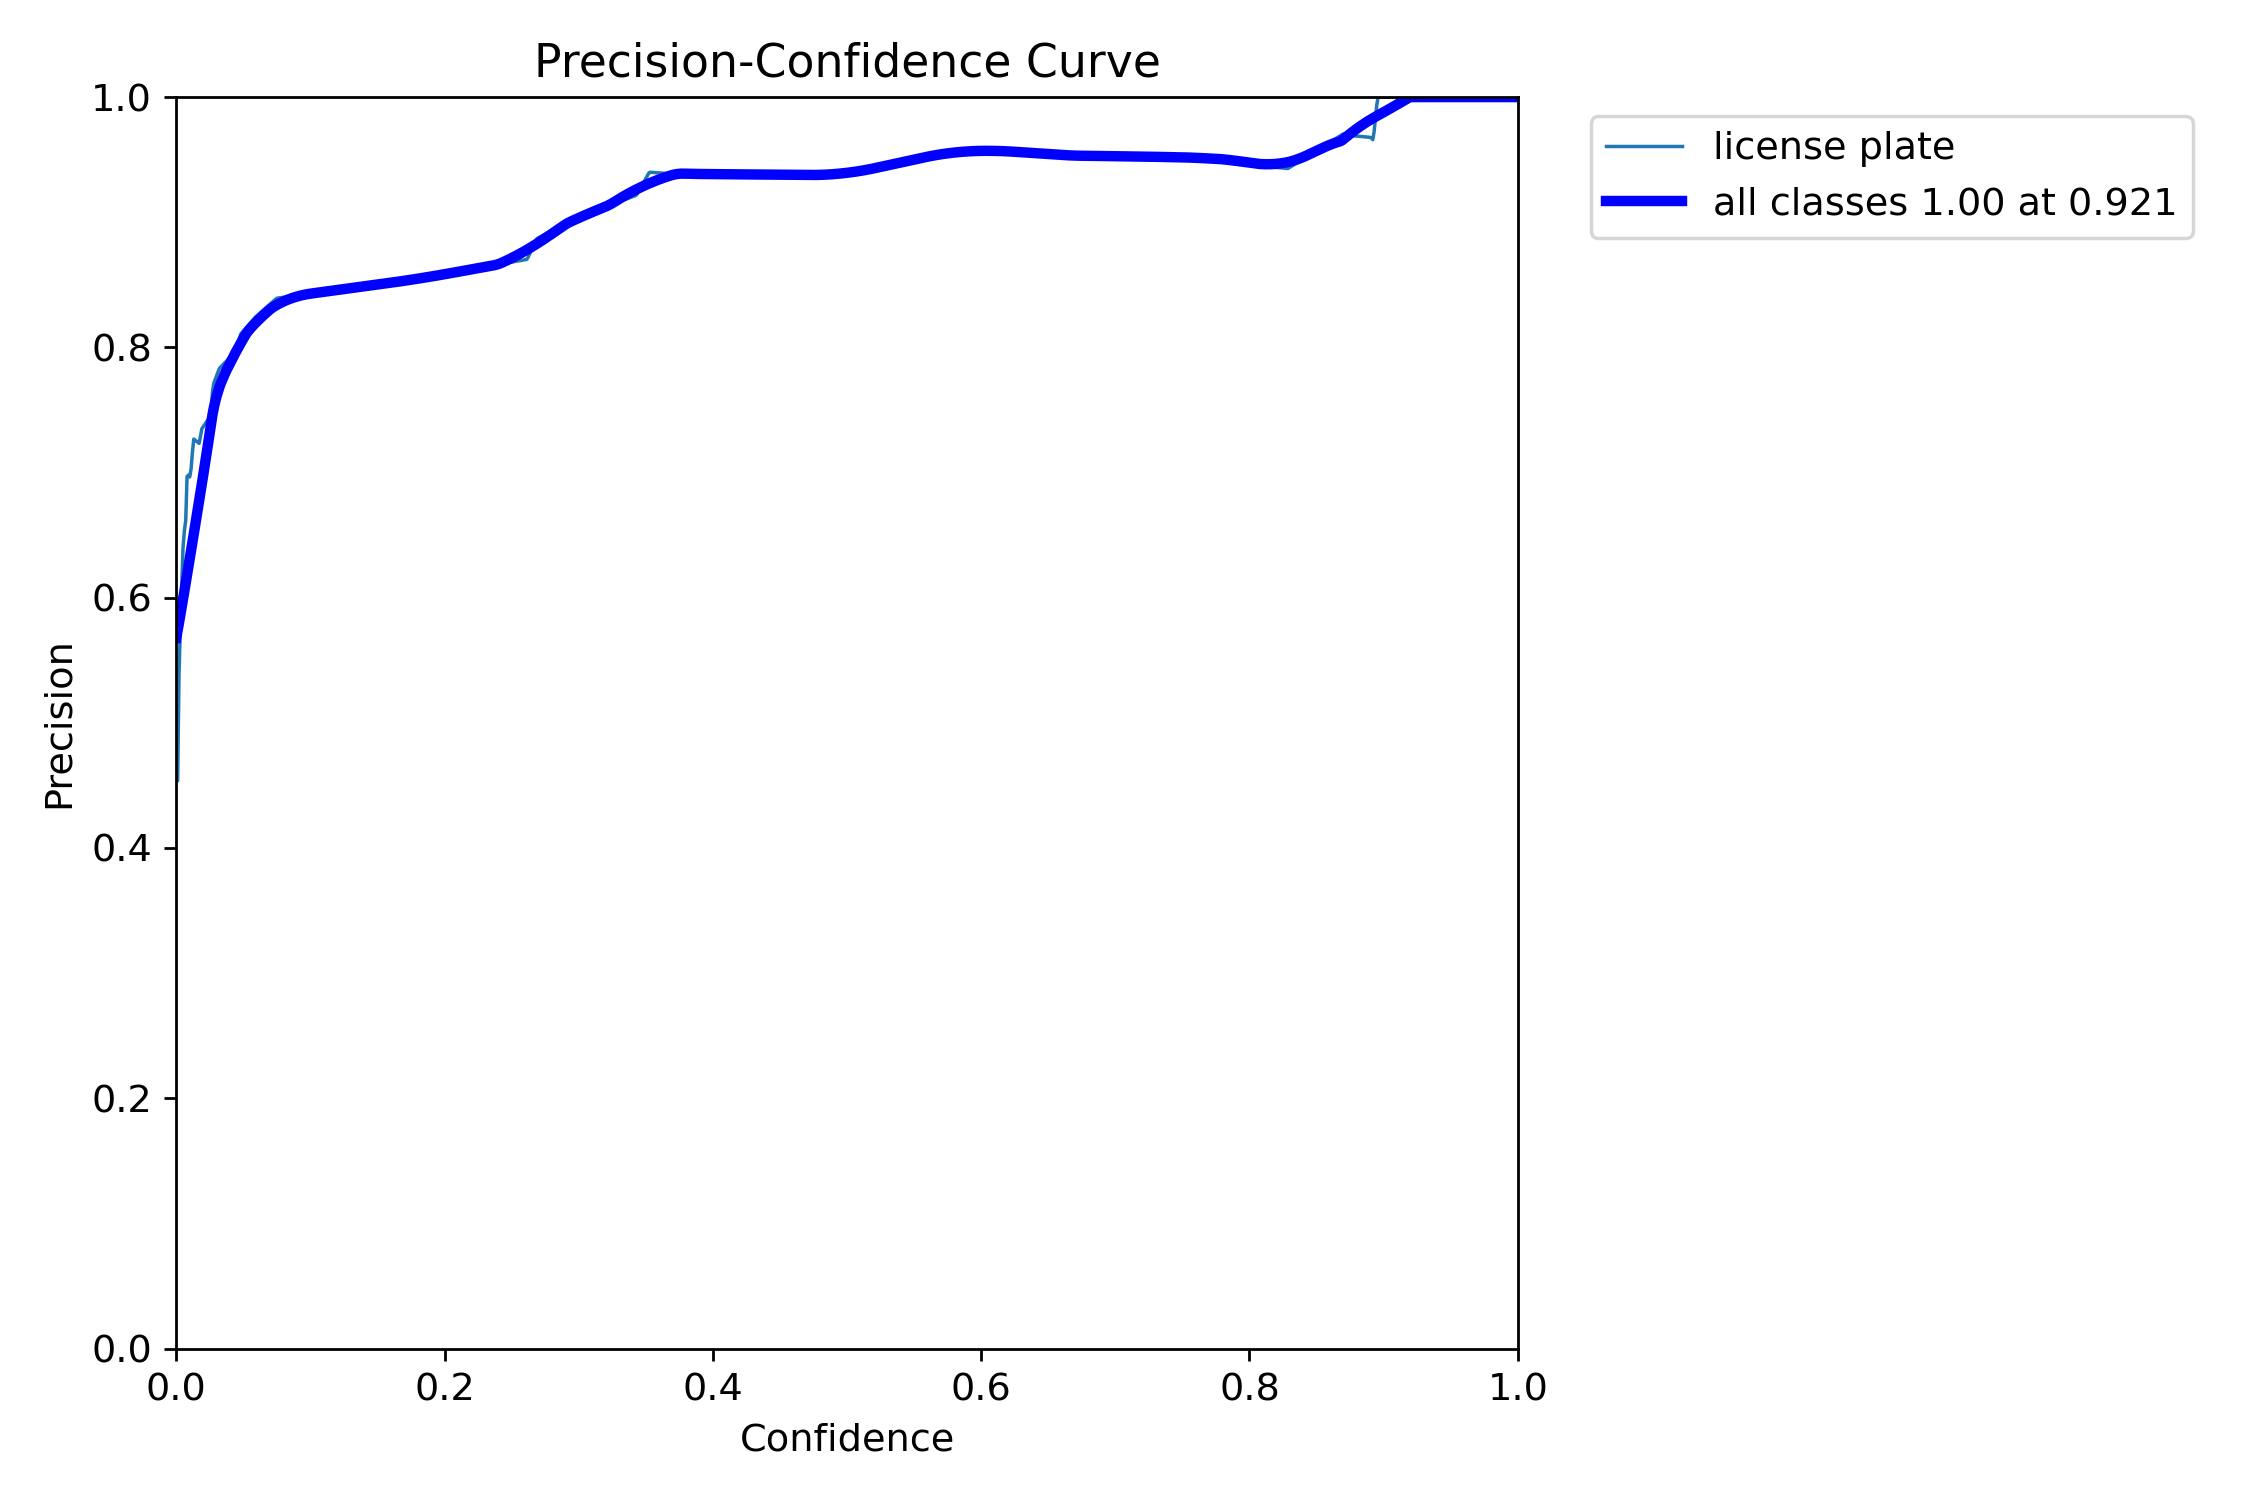 Precision-Confidence Curve
1.0
0.8
0.6
0.4
0.2
0.0
Precision
0.0 0.2 0.4 0.6 0.8 1.0
Confidence
license plate
all classes 1.00 at 0.921